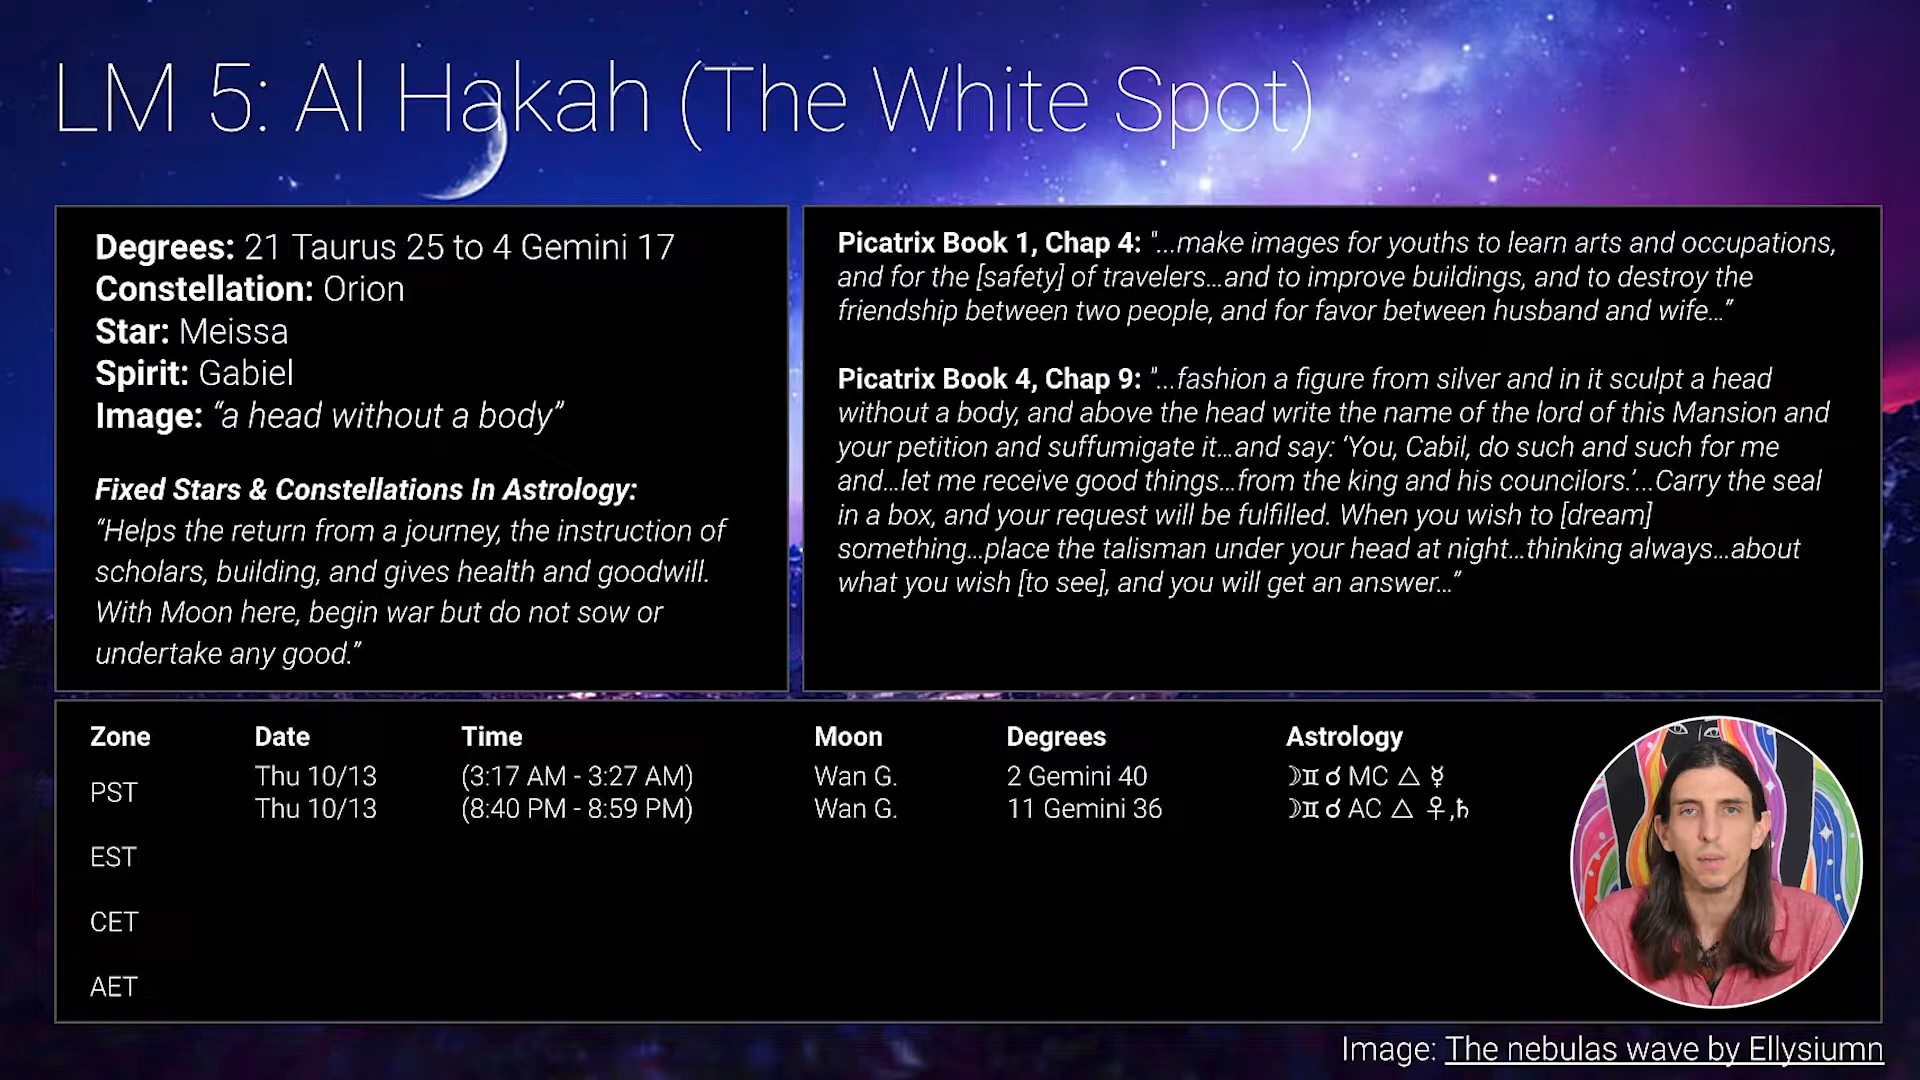 LM 5: Al Hakah (The White Spot)
Degrees: 21 Taurus 25 to 4 Gemini 17
Constellation: Orion
Star: Meissa
Spirit: Gabiel
Image: “a head without a body”
Fixed Stars & Constellations In Astrology:
“Helps the return from a journey, the instruction of
scholars, building, and gives health and goodwill.
With Moon here, begin war but do not sow or
undertake any good.”
Picatrix Book 1, Chap 4: "...make images for youths to learn arts and occupations,
and for the [safety] of travelers...and to improve buildings, and to destroy the
friendship between two people, and for favor between husband and wife...”
Picatrix Book 4, Chap 9: "...fashion a figure from silver and in it sculpt a head
without a body, and above the head write the name of the lord of this Mansion and
your petition and suffumigate it...and say: ‘You, Cabil, do such and such for me
and...let me receive good things...from the king and his councilors.’...Carry the seal
in a box, and your request will be fulfilled. When you wish to [dream]
something...place the talisman under your head at night...thinking always...about
what you wish [to see], and you will get an answer...”
Zone Date Time Moon Degrees Astrology
PST
Thu 10/13 (3:17 AM - 3:27 AM) Wan G. 2 Gemini 40 ☽♊︎☌ MC △ ☿
Thu 10/13 (8:40 PM - 8:59 PM) Wan G. 11 Gemini 36 ☽♊︎☌ AC △ ♀,♄
EST
CET
AET
Image: The nebulas wave by Ellysiumn